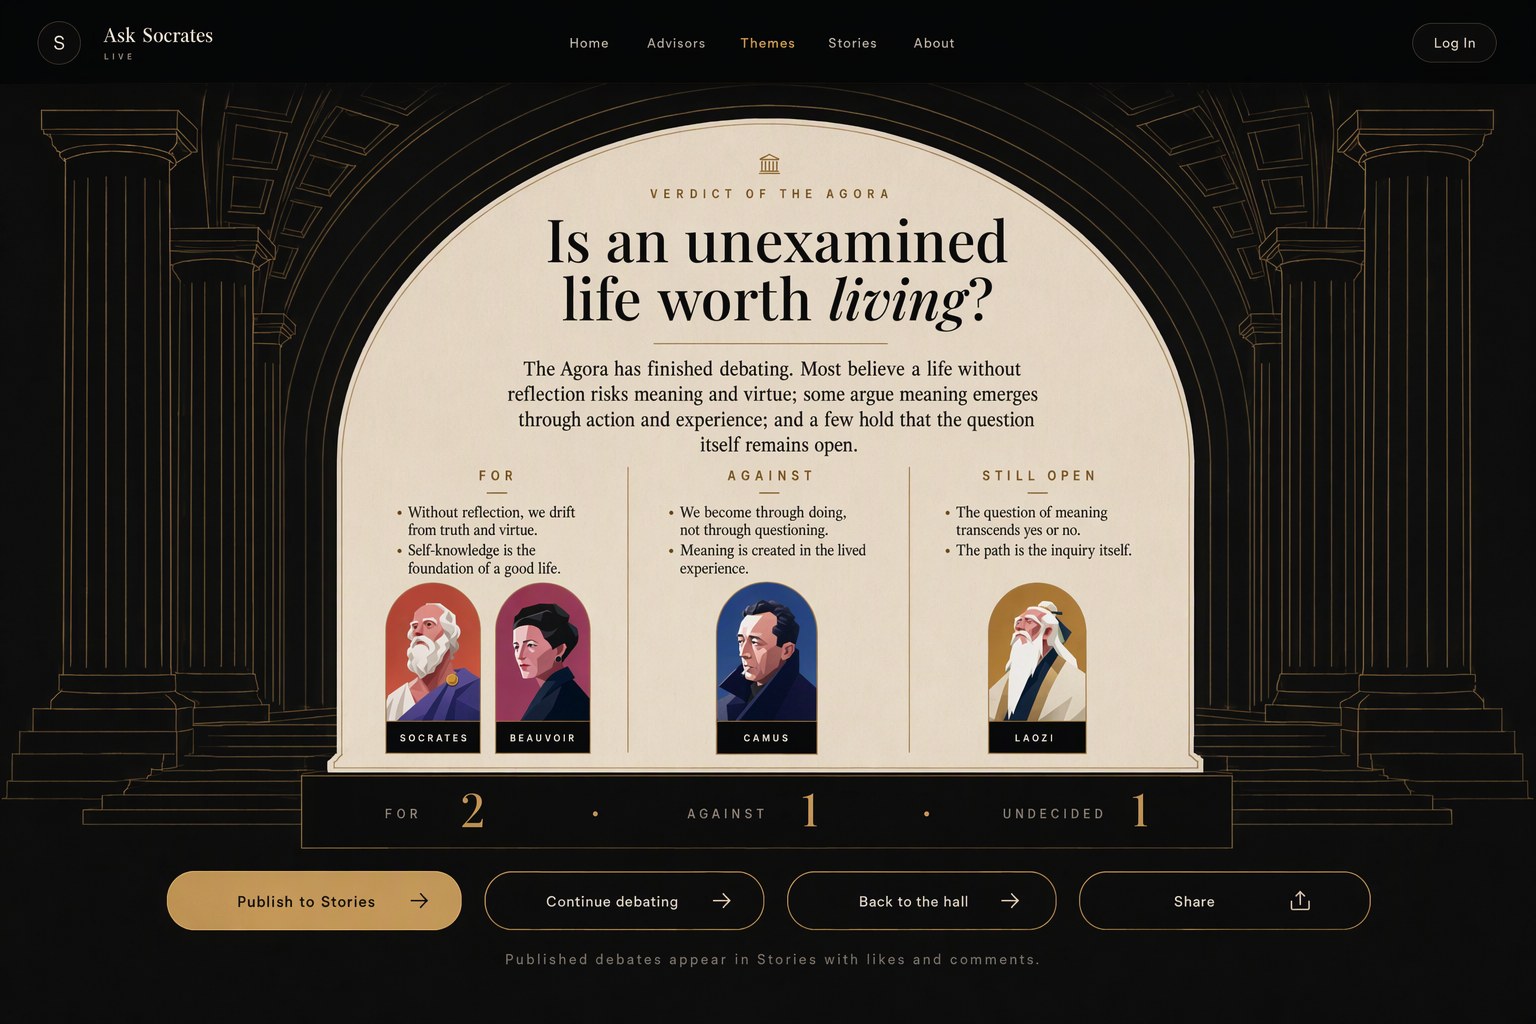 S
Ask Socrates
LIVE
Home
Advisors
Themes
Stories
About
Log In
VERDICT OF THE AGORA
Is an unexamined
life worth living?
The Agora has finished debating. Most believe a life without
reflection risks meaning and virtue; some argue meaning emerges
through action and experience; and a few hold that the question
itself remains open.
FOR
• Without reflection, we drift
from truth and virtue.
• Self-knowledge is the
foundation of a good life.
SOCRATES
BEAUVOIR
AGAINST
• We become through doing,
not through questioning.
• Meaning is created in the lived
experience.
CAMUS
STILL OPEN
• The question of meaning
transcends yes or no.
• The path is the inquiry itself.
LAOZI
FOR 2 • AGAINST 1 • UNDECIDED 1
Publish to Stories →
Continue debating →
Back to the hall →
Share
Published debates appear in Stories with likes and comments.